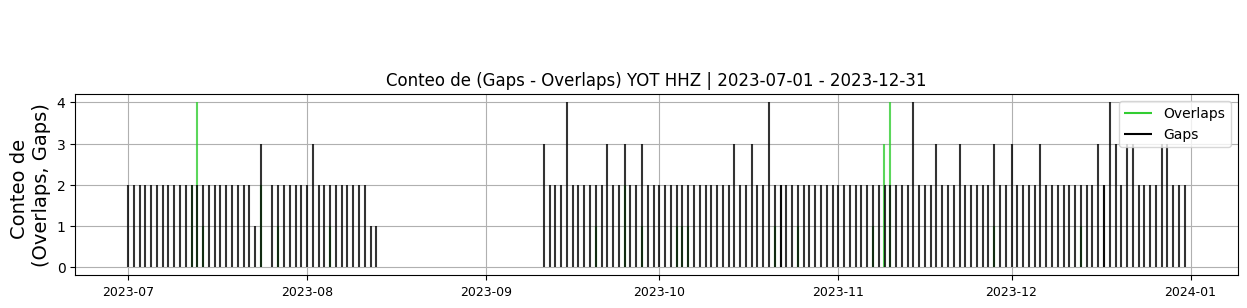 Conteo de (Gaps - Overlaps) YOT HHZ | 2023-07-01 - 2023-12-31
Conteo de
(Overlaps, Gaps)
4
3
2
1
0
Overlaps
Gaps
2023-07
2023-08
2023-09
2023-10
2023-11
2023-12
2024-01